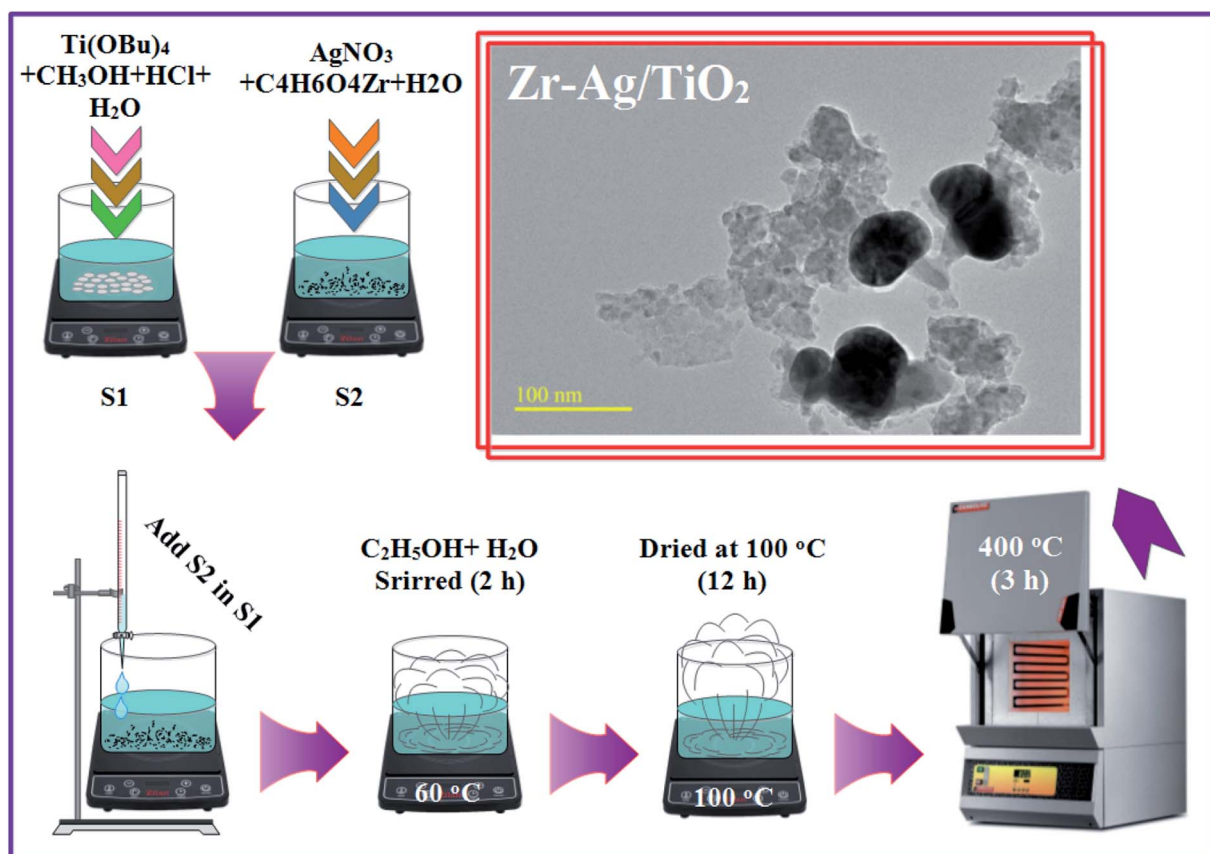 Ti(OBu)₄
+CH₃OH+HCl+
H₂O
AgNO₃
+C4H6O4Zr+H2O
Zr-Ag/TiO₂
100 nm
S1
S2
Add S2 in S1
C₂H₅OH+ H₂O
Srirred (2 h)
Dried at 100 °C
(12 h)
400 °C
(3 h)
60 °C
100 °C